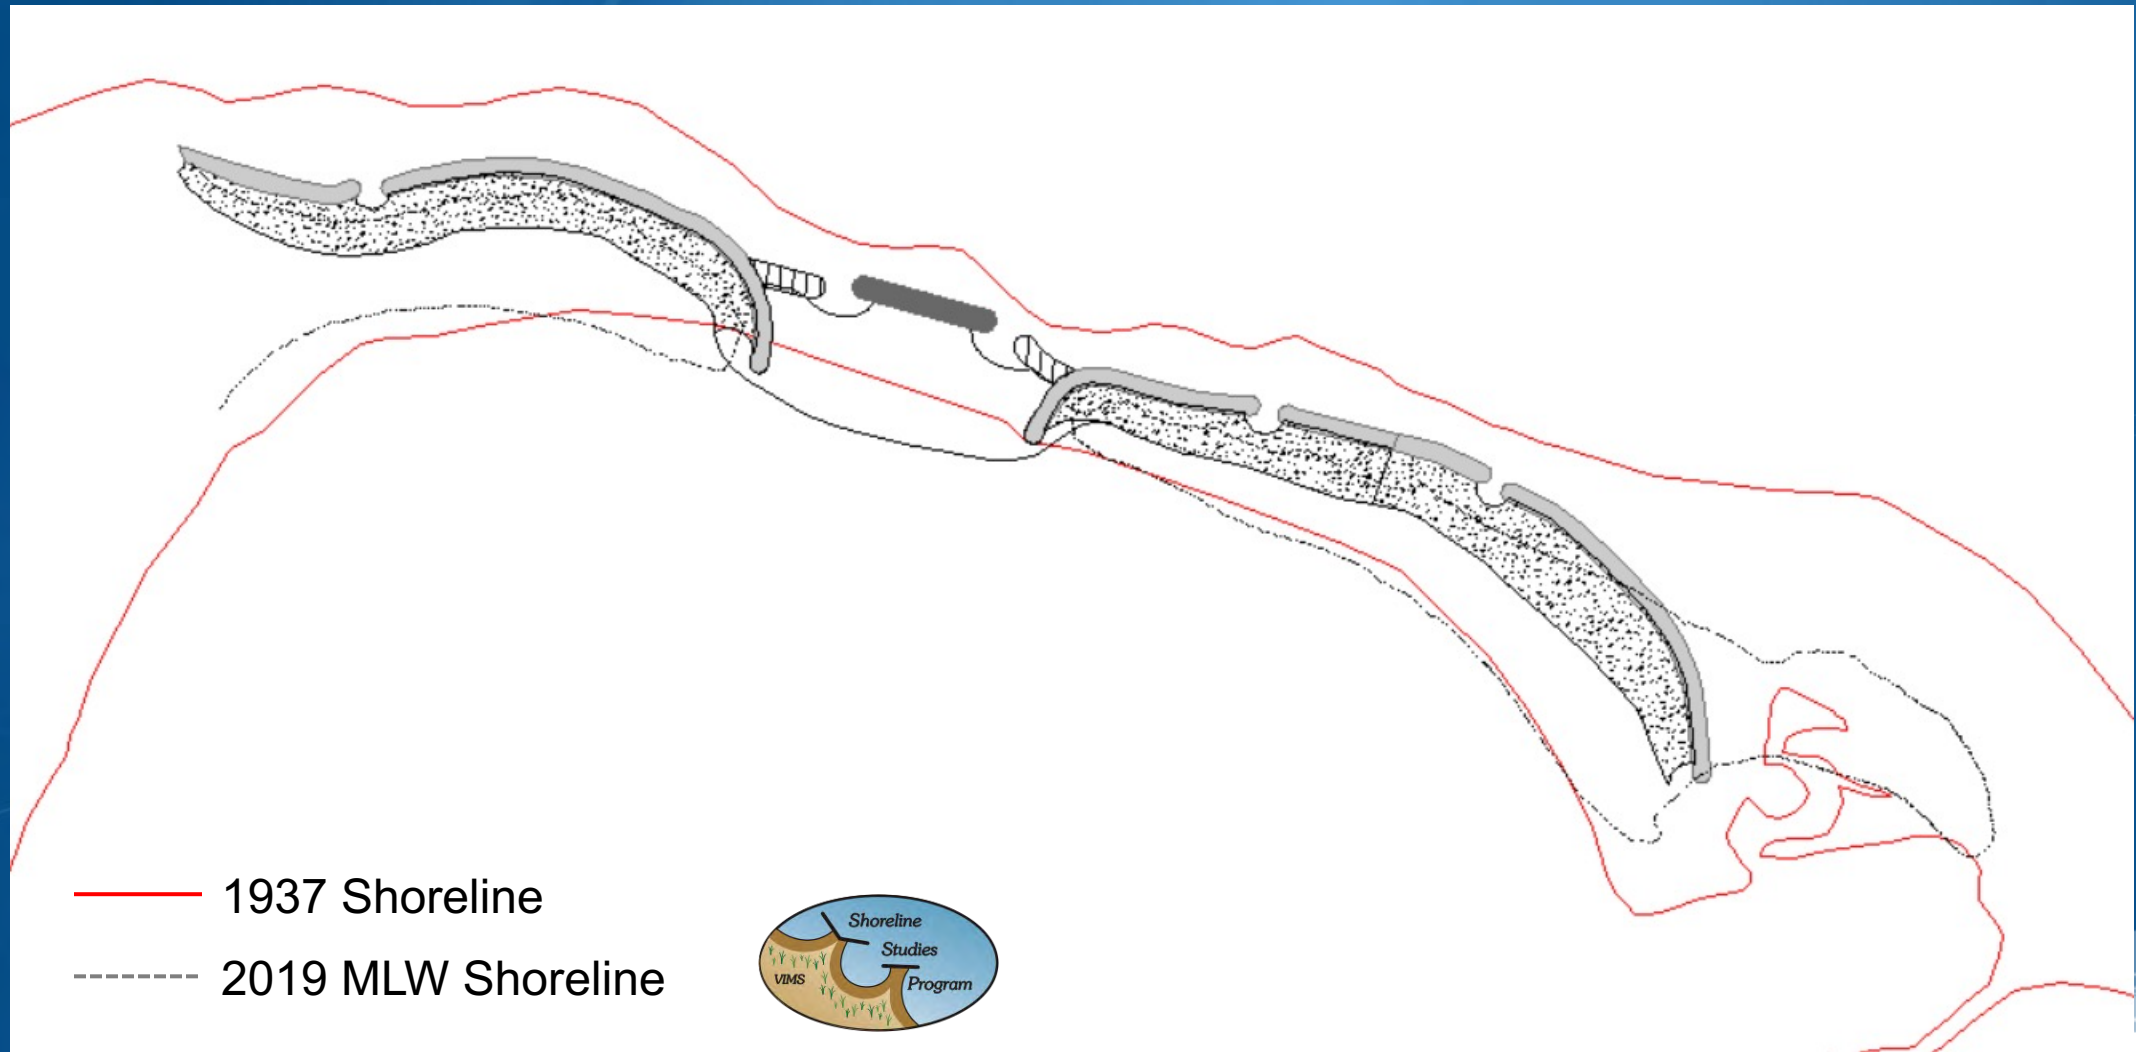 1937 Shoreline
2019 MLW Shoreline
Shoreline
Studies
VIMS
Program